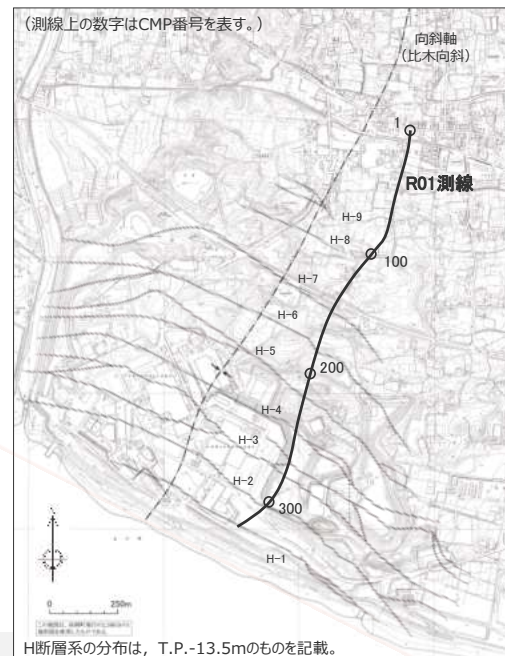 (測線上の数字はCMP番号を表す。)
向斜軸
(比木向斜)
1
R01測線
H-9
H-8
100
H-7
H-6
H-5
200
H-4
H-3
H-2
300
H-1
0 250m
H断層系の分布は，T.P.-13.5mのものを記載。